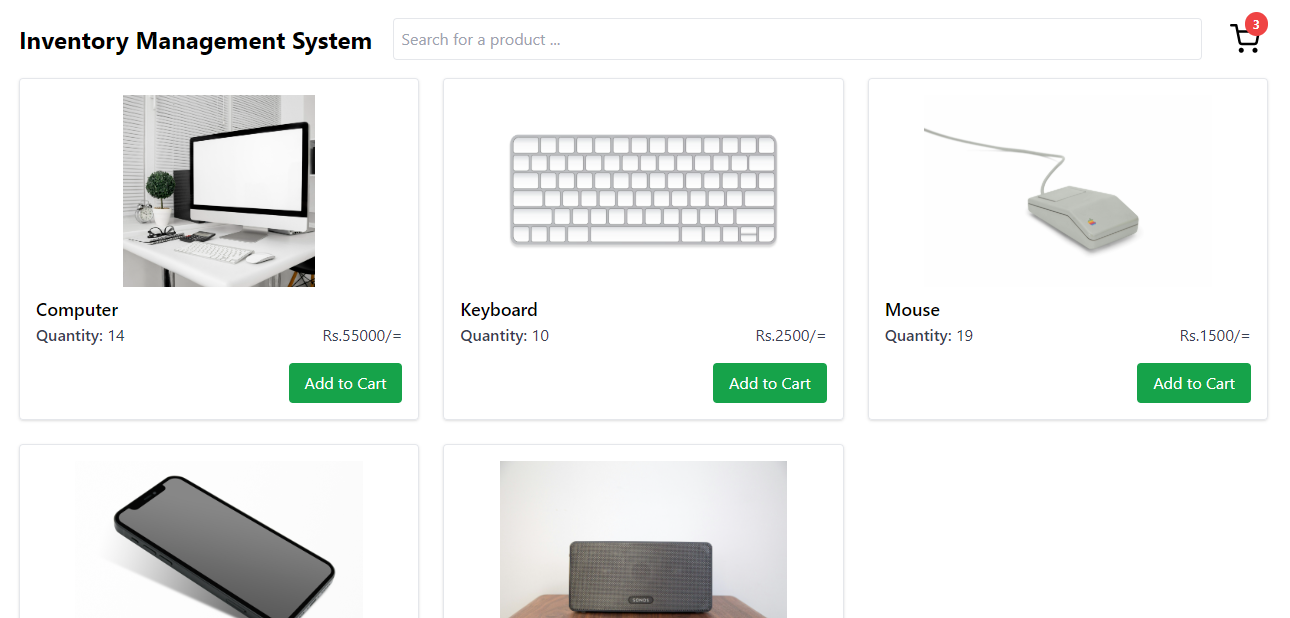 Inventory Management System
Search for a product ...
3
Computer
Quantity: 14
Rs.55000/=
Add to Cart
Keyboard
Quantity: 10
Rs.2500/=
Add to Cart
Mouse
Quantity: 19
Rs.1500/=
Add to Cart
SONOS